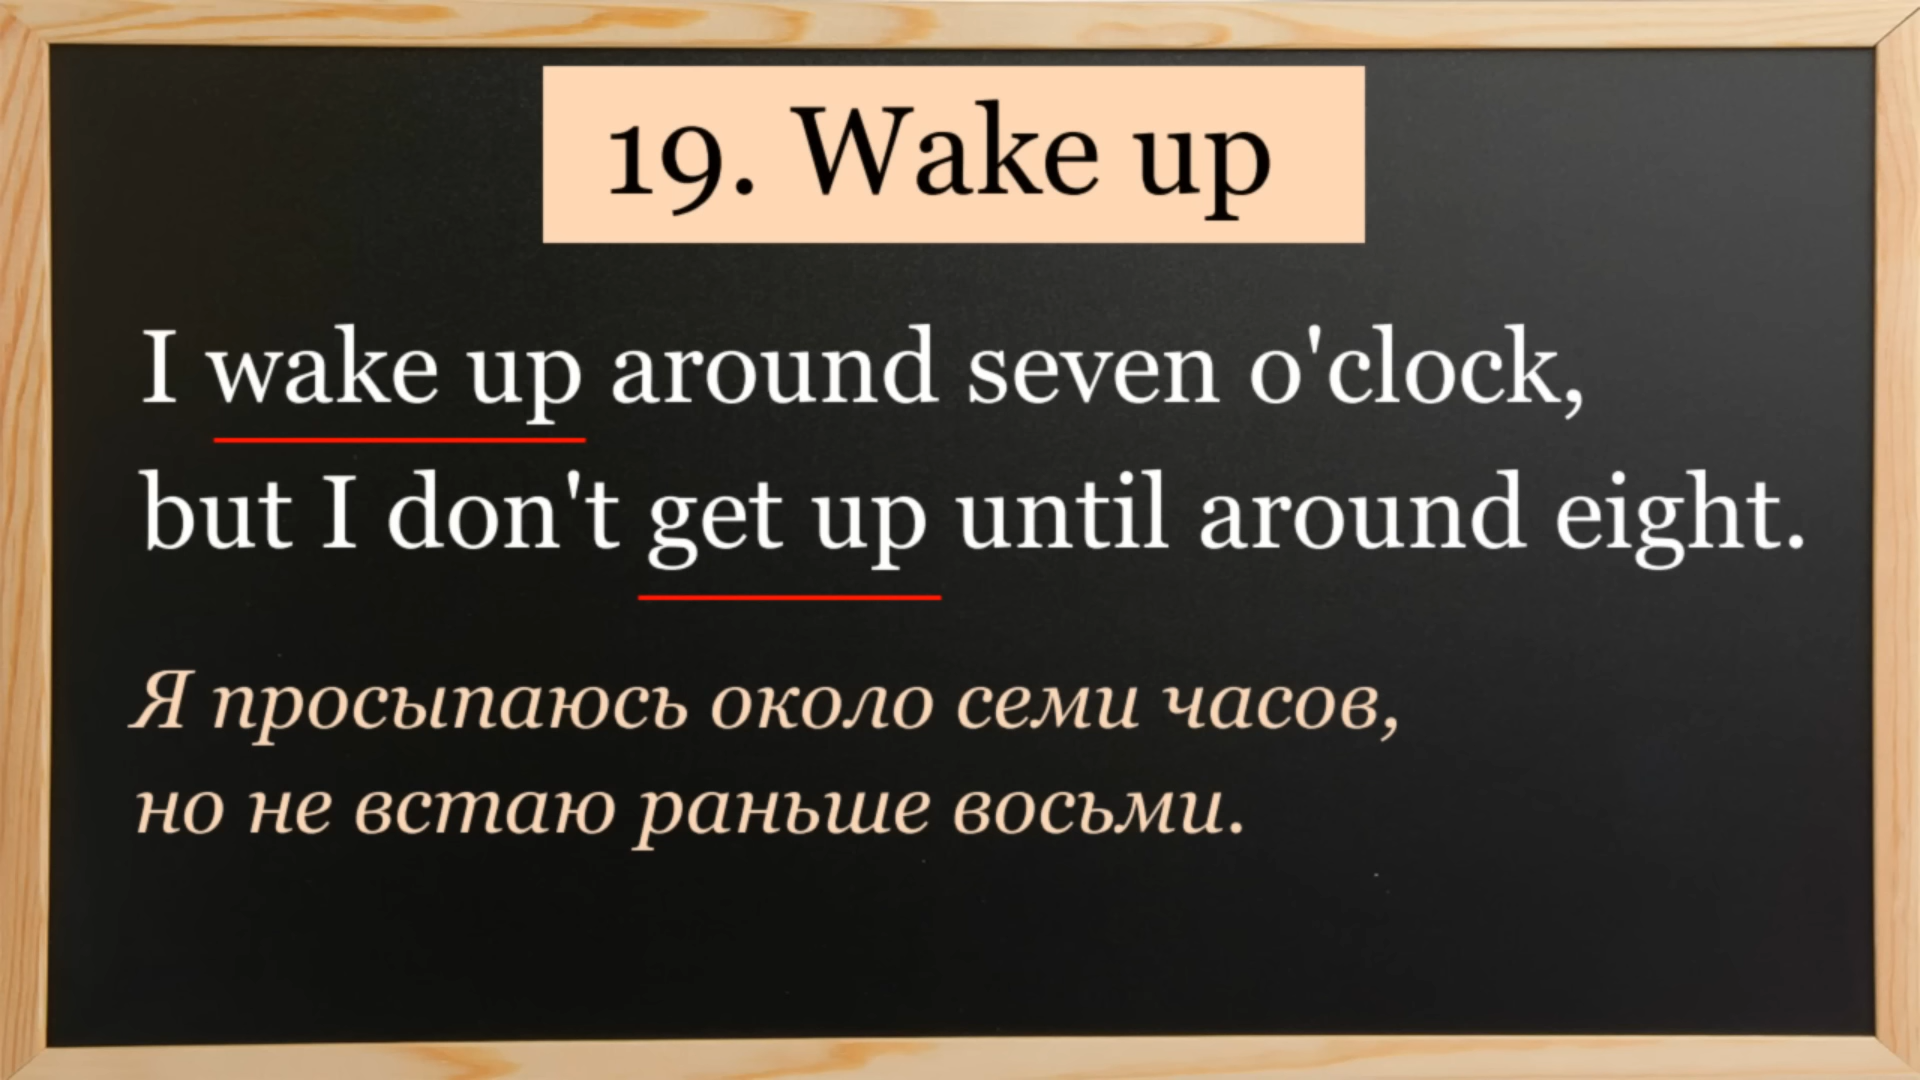 19. Wake up
I wake up around seven o'clock,
but I don't get up until around eight.
Я просыпаюсь около семи часов,
но не встаю раньше восьми.